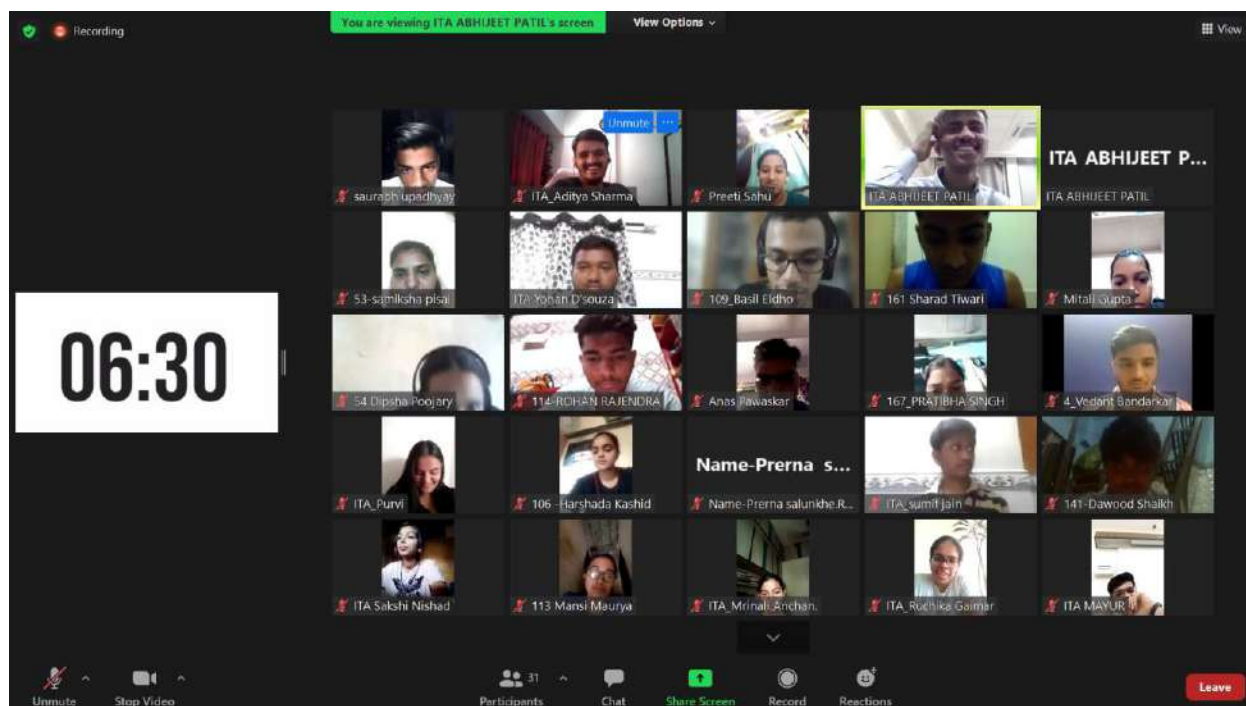 Recording
You are viewing ITA ABHIJEET PATIL's screen
View Options
View
Unmute ...
saurabh upadhyay
ITA_Aditya Sharma
Preeti Sahu
ITA ABHIJEET PATIL
ITA ABHIJEET P...
ITA ABHIJEET PATIL
53-samiksha pisal
ITA Yohan D'souza
109_Basil Eldho
161 Sharad Tiwari
Mitali Gupta
06:30
54 Dipsha Poojary
114-ROHAN RAJENDRA
Anas Pawaskar
167_PRATIBHA SINGH
4_Vedant Bandarkar
ITA_Purvi
106 -Harshada Kashid
Name-Prerna s...
Name-Prerna salunkhe.R...
ITA_sumit jain
141-Dawood Shaikh
ITA Sakshi Nishad
113 Mansi Maurya
ITA_Mrinali Anchan.
ITA_Ruchika Gaimar
ITA MAYUR
Unmute
Stop Video
31
Participants
Chat
Share Screen
Record
Reactions
Leave